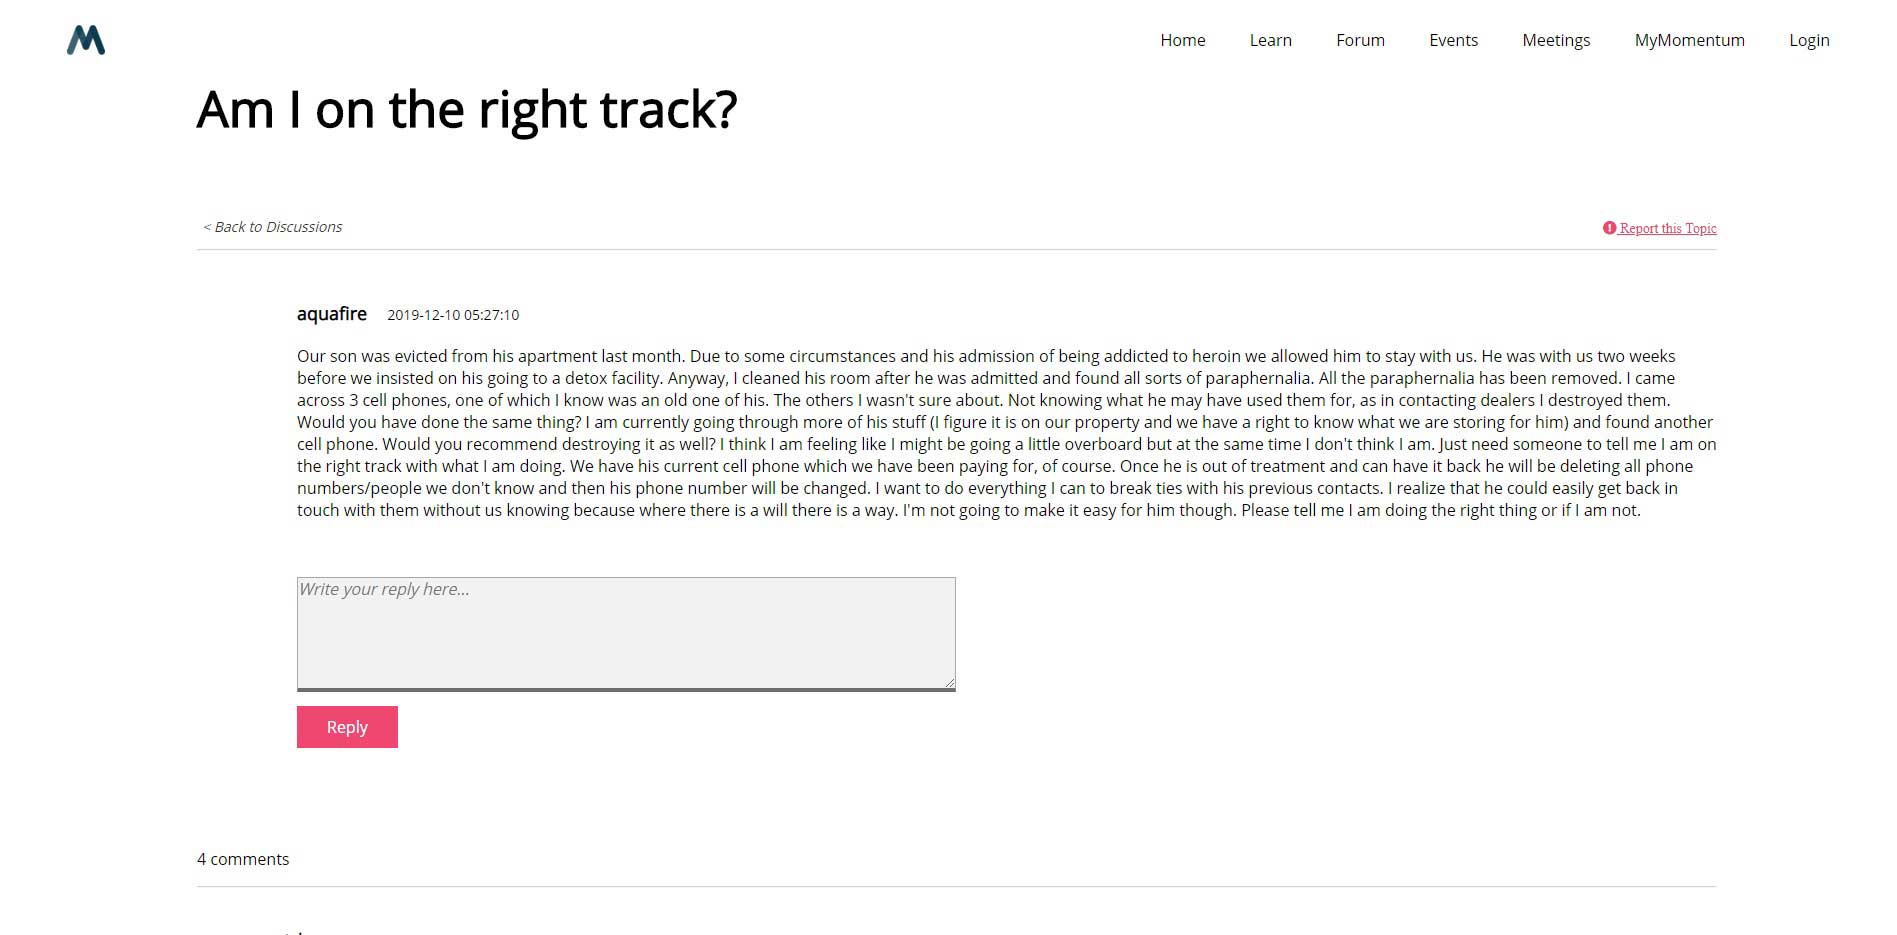 Home Learn Forum Events Meetings MyMomentum Login
Am I on the right track?
< Back to Discussions
Report this Topic
aquafire 2019-12-10 05:27:10
Our son was evicted from his apartment last month. Due to some circumstances and his admission of being addicted to heroin we allowed him to stay with us. He was with us two weeks
before we insisted on his going to a detox facility. Anyway, I cleaned his room after he was admitted and found all sorts of paraphernalia. All the paraphernalia has been removed. I came
across 3 cell phones, one of which I know was an old one of his. The others I wasn't sure about. Not knowing what he may have used them for, as in contacting dealers I destroyed them.
Would you have done the same thing? I am currently going through more of his stuff (I figure it is on our property and we have a right to know what we are storing for him) and found another
cell phone. Would you recommend destroying it as well? I think I am feeling like I might be going a little overboard but at the same time I don't think I am. Just need someone to tell me I am on
the right track with what I am doing. We have his current cell phone which we have been paying for, of course. Once he is out of treatment and can have it back he will be deleting all phone
numbers/people we don't know and then his phone number will be changed. I want to do everything I can to break ties with his previous contacts. I realize that he could easily get back in
touch with them without us knowing because where there is a will there is a way. I'm not going to make it easy for him though. Please tell me I am doing the right thing or if I am not.
Write your reply here...
Reply
4 comments